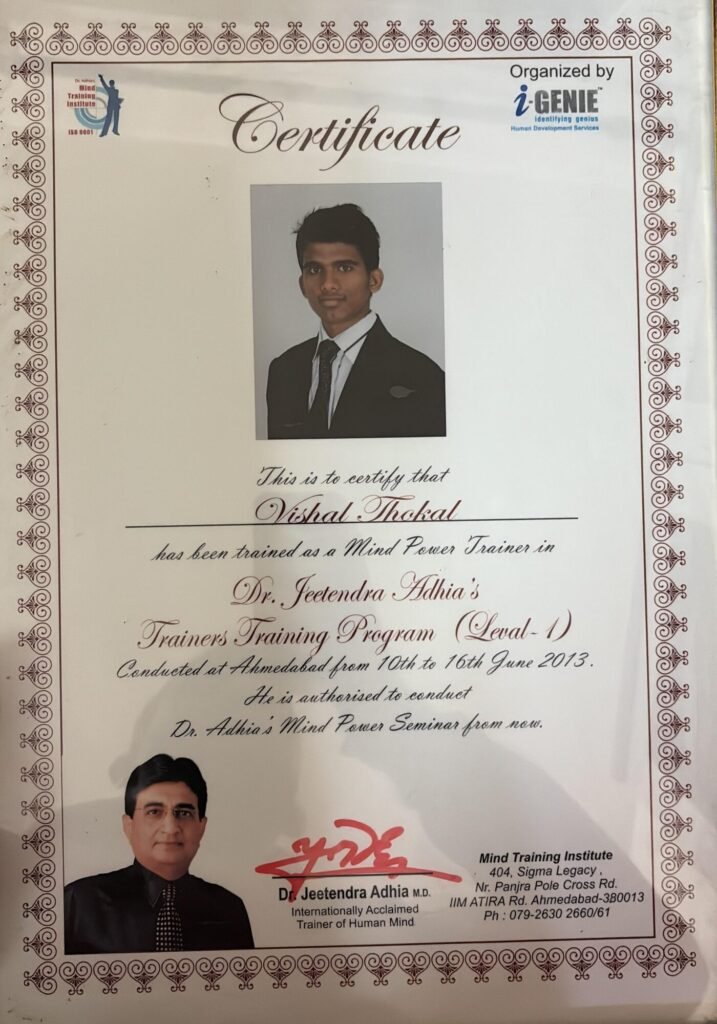 Dr. Adhia's
Mind
Training
Institute
ISO 9001
Organized by
i-GENIE™
identifying genius
Human Development Services
Certificate
This is to certify that
Vishal Thokal
has been trained as a Mind Power Trainer in
Dr. Jeetendra Adhia's
Trainers Training Program (Leval-1)
Conducted at Ahmedabad from 10th to 16th June 2013.
He is authorised to conduct
Dr. Adhia's Mind Power Seminar from now.
Dr. Jeetendra Adhia M.D.
Internationally Acclaimed
Trainer of Human Mind
Mind Training Institute
404, Sigma Legacy ,
Nr. Panjra Pole Cross Rd.
IIM ATIRA Rd. Ahmedabad-380013
Ph : 079-2630 2660/61